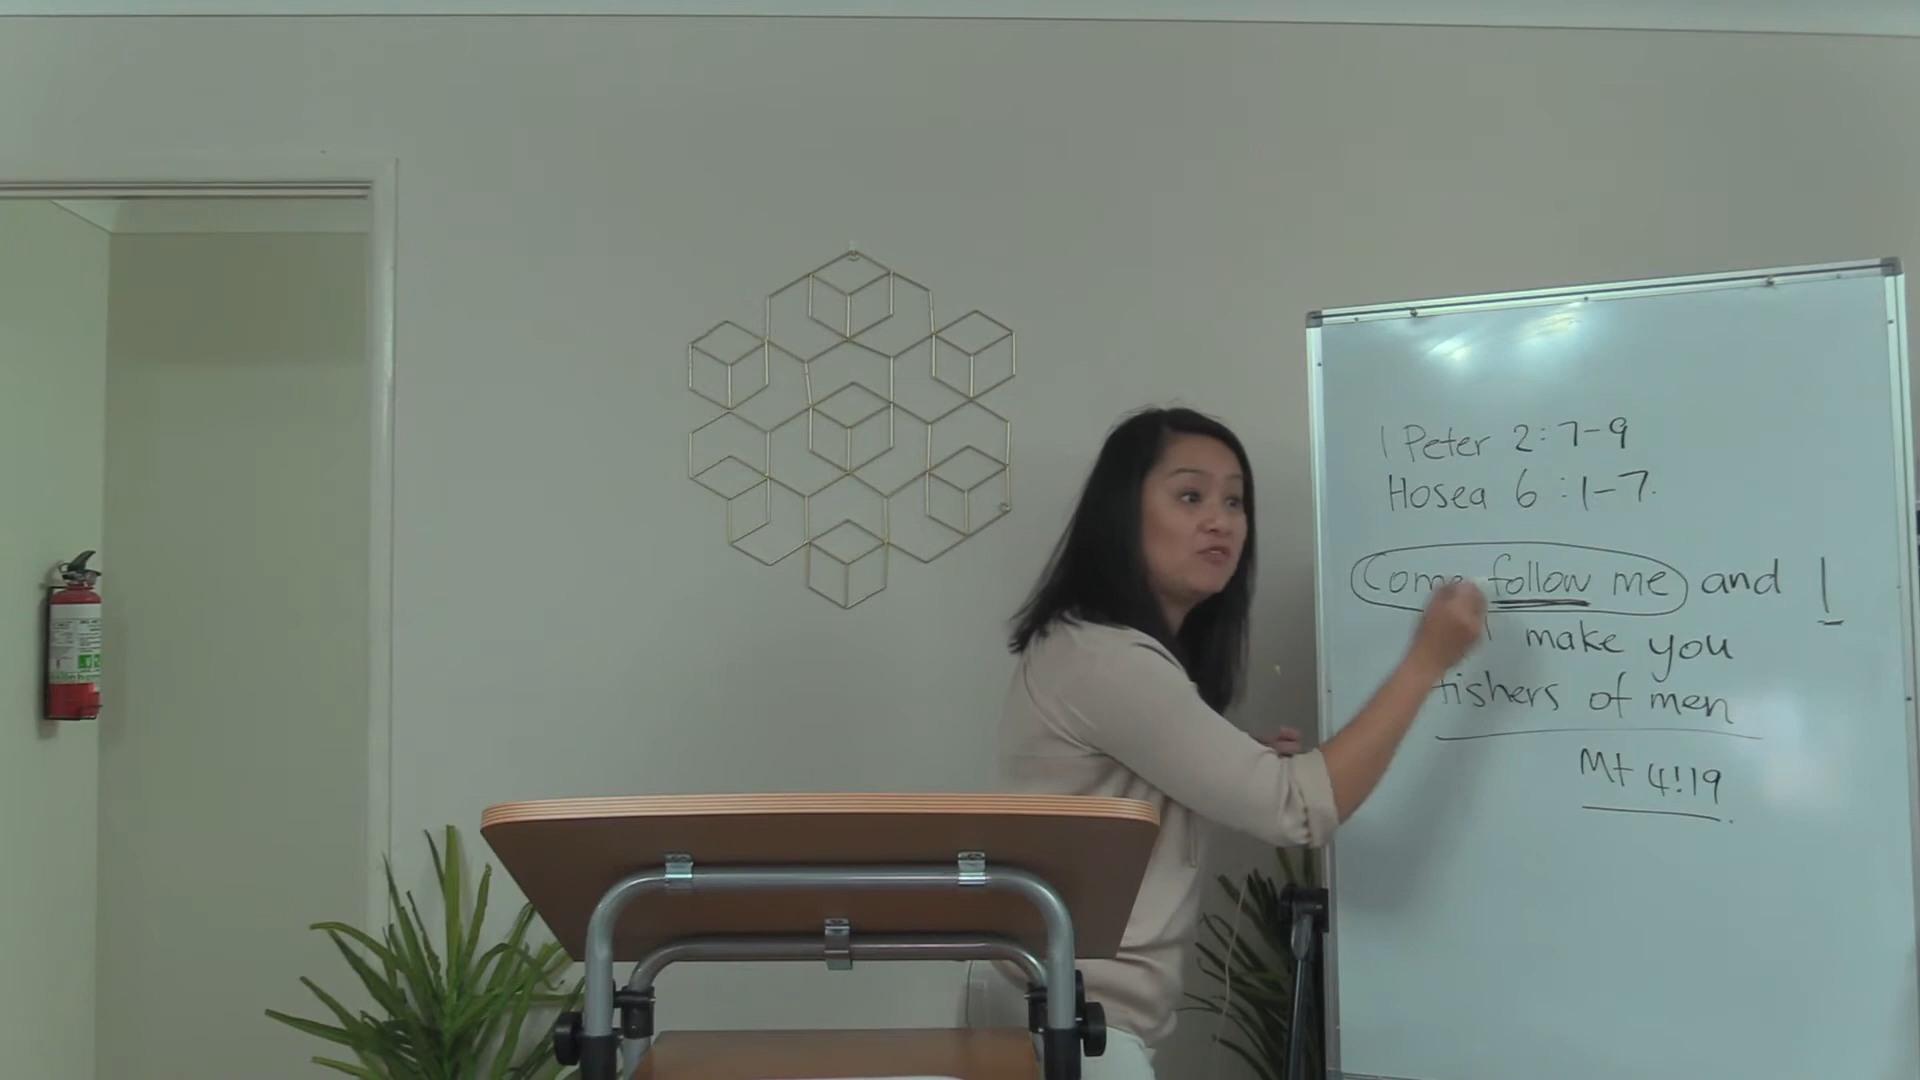 1 Peter 2:7-9
Hosea 6:1-7.
Come follow me and I
make you
fishers of men
Mt 4:19